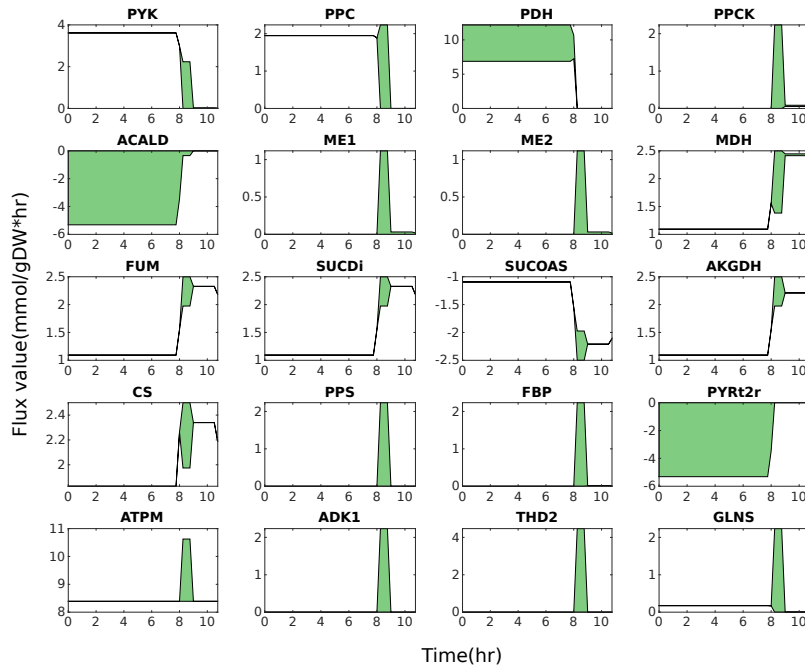 PYK PPC PDH PPCK
4 2 0
2 1 0
10 5 0
2 1 0
0 2 4 6 8 10 0 2 4 6 8 10 0 2 4 6 8 10 0 2 4 6 8 10
ACALD ME1 ME2 MDH
0 -2 -4 -6
1 0.5 0
1 0.5 0
2.5 2 1.5 1
0 2 4 6 8 10 0 2 4 6 8 10 0 2 4 6 8 10 0 2 4 6 8 10
FUM SUCDi SUCOAS AKGDH
2.5 2 1.5 1
2.5 2 1.5 1
-1 -1.5 -2 -2.5
2.5 2 1.5 1
0 2 4 6 8 10 0 2 4 6 8 10 0 2 4 6 8 10 0 2 4 6 8 10
CS PPS FBP PYRt2r
2.4 2.2 2
2 1 0
2 1 0
0 -2 -4 -6
0 2 4 6 8 10 0 2 4 6 8 10 0 2 4 6 8 10 0 2 4 6 8 10
ATPM ADK1 THD2 GLNS
11 10 9 8
2 1 0
4 2 0
2 1 0
0 2 4 6 8 10 0 2 4 6 8 10 0 2 4 6 8 10 0 2 4 6 8 10
Flux value(mmol/gDW*hr)
Time(hr)